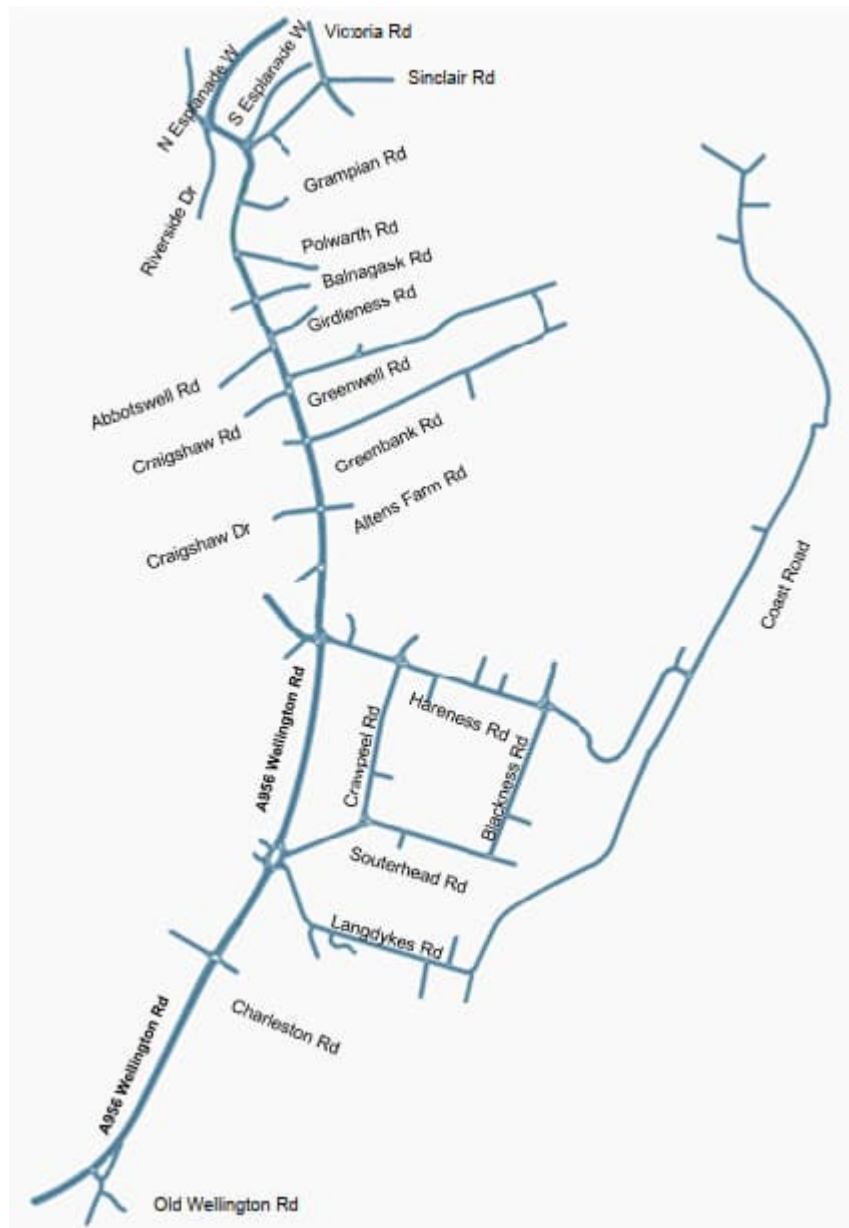 Victoria Rd
N Esplanade W
S Esplanade W
Sinclair Rd
Grampian Rd
Riverside Dr
Polwarth Rd
Balnagask Rd
Girdleness Rd
Abbotswell Rd
Greenwell Rd
Craigshaw Rd
Greenbank Rd
Altens Farm Rd
Craigshaw Dr
Coast Road
A956 Wellington Rd
Hareness Rd
Crawpeel Rd
Blackness Rd
Souterhead Rd
Langdykes Rd
Charleston Rd
A956 Wellington Rd
Old Wellington Rd